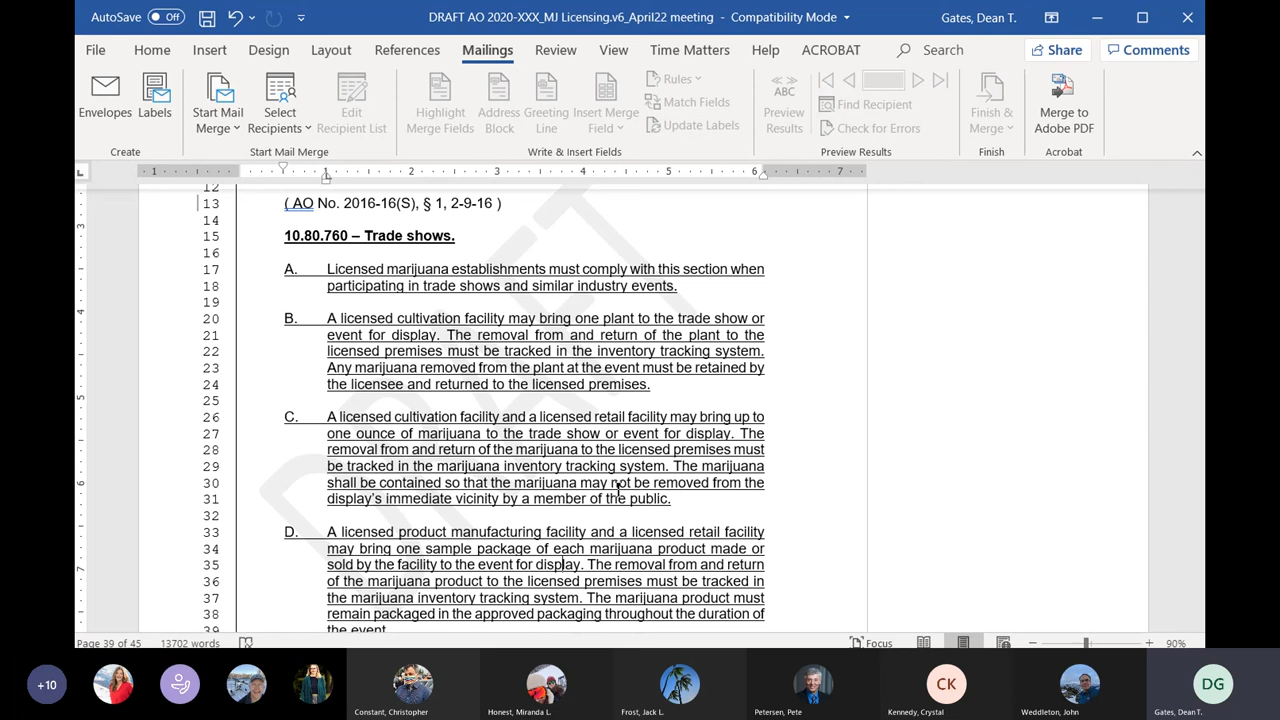 AutoSave Off DRAFT AO 2020-XXX_MJ Licensing.v6_April22 meeting - Compatibility Mode Gates, Dean T.
File Home Insert Design Layout References Mailings Review View Time Matters Help ACROBAT Search Share Comments
Envelopes Labels Start Mail Merge Select Recipients Edit Recipient List Highlight Merge Fields Address Block Greeting Line Insert Merge Field Rules Match Fields Update Labels Preview Results Find Recipient Check for Errors Finish & Merge Merge to Adobe PDF
ABC
Create Start Mail Merge Write & Insert Fields Preview Results Finish Acrobat
1 1 2 3 4 5 6 7
12
13 ( AO No. 2016-16(S), § 1, 2-9-16 )
14
15 10.80.760 – Trade shows.
16
17 A. Licensed marijuana establishments must comply with this section when
18 participating in trade shows and similar industry events.
19
20 B. A licensed cultivation facility may bring one plant to the trade show or
21 event for display. The removal from and return of the plant to the
22 licensed premises must be tracked in the inventory tracking system.
23 Any marijuana removed from the plant at the event must be retained by
24 the licensee and returned to the licensed premises.
25
26 C. A licensed cultivation facility and a licensed retail facility may bring up to
27 one ounce of marijuana to the trade show or event for display. The
28 removal from and return of the marijuana to the licensed premises must
29 be tracked in the marijuana inventory tracking system. The marijuana
30 shall be contained so that the marijuana may not be removed from the
31 display's immediate vicinity by a member of the public.
32
33 D. A licensed product manufacturing facility and a licensed retail facility
34 may bring one sample package of each marijuana product made or
35 sold by the facility to the event for display. The removal from and return
36 of the marijuana product to the licensed premises must be tracked in
37 the marijuana inventory tracking system. The marijuana product must
38 remain packaged in the approved packaging throughout the duration of
39 the event.
DRAFT
3
4
5
6
7
Page 39 of 45 13702 words Focus 90%
+10 CK DG
Constant, Christopher Honest, Miranda L. Frost, Jack L. Petersen, Pete Kennedy, Crystal Weddleton, John Gates, Dean T.